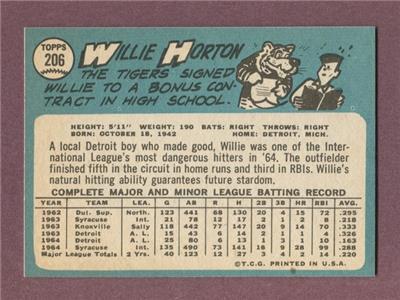 TOPPS
206
WILLIE HORTON
THE TIGERS SIGNED
WILLIE TO A BONUS CON-
TRACT IN HIGH SCHOOL.
HEIGHT: 5'11" WEIGHT: 190 BATS: RIGHT THROWS: RIGHT
BORN: OCTOBER 18, 1942 HOME: DETROIT, MICH.
A local Detroit boy who made good, Willie was one of the Inter-
national League's most dangerous hitters in '64. The outfielder
finished fifth in the circuit in home runs and third in RBIs. Willie's
natural hitting ability guarantees future stardom.
COMPLETE MAJOR AND MINOR LEAGUE BATTING RECORD
YEAR TEAM LEA. G AB R H 2B 3B HR RBI AVG.
1962 Dul. Sup. North. 123 441 68 130 20 4 15 72 .295
1963 Syracuse Int. 21 78 12 17 3 3 1 9 .218
1963 Knoxville Sally 118 442 77 147 20 9 14 70 .333
1963 Detroit A.L. 15 43 6 14 2 1 1 4 .326
1964 Detroit A.L. 25 80 6 13 1 3 1 10 .163
1964 Syracuse Int. 135 490 73 141 18 8 28 99 .288
Major League Totals 2 Yrs. 40 123 12 27 3 4 2 14 .220
© T.C.G. PRINTED IN U.S.A.